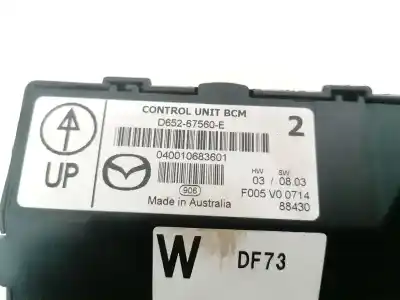 CONTROL UNIT BCM
D652-67560-E
2
040010683601
UP
HW SW
03 / 08.03
906
F005 V0 0714
Made in Australia
88430
W DF73